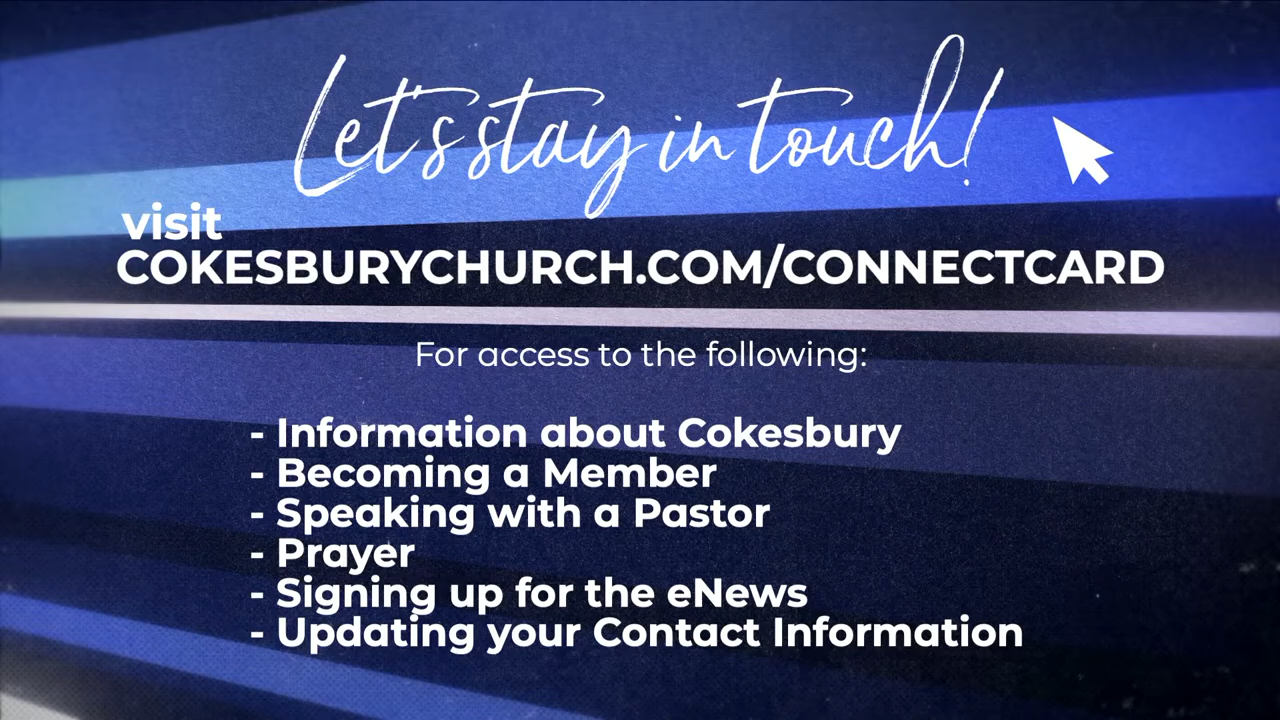 Let's stay in touch!
visit
COKESBURYCHURCH.COM/CONNECTCARD
For access to the following:
- Information about Cokesbury
- Becoming a Member
- Speaking with a Pastor
- Prayer
- Signing up for the eNews
- Updating your Contact Information